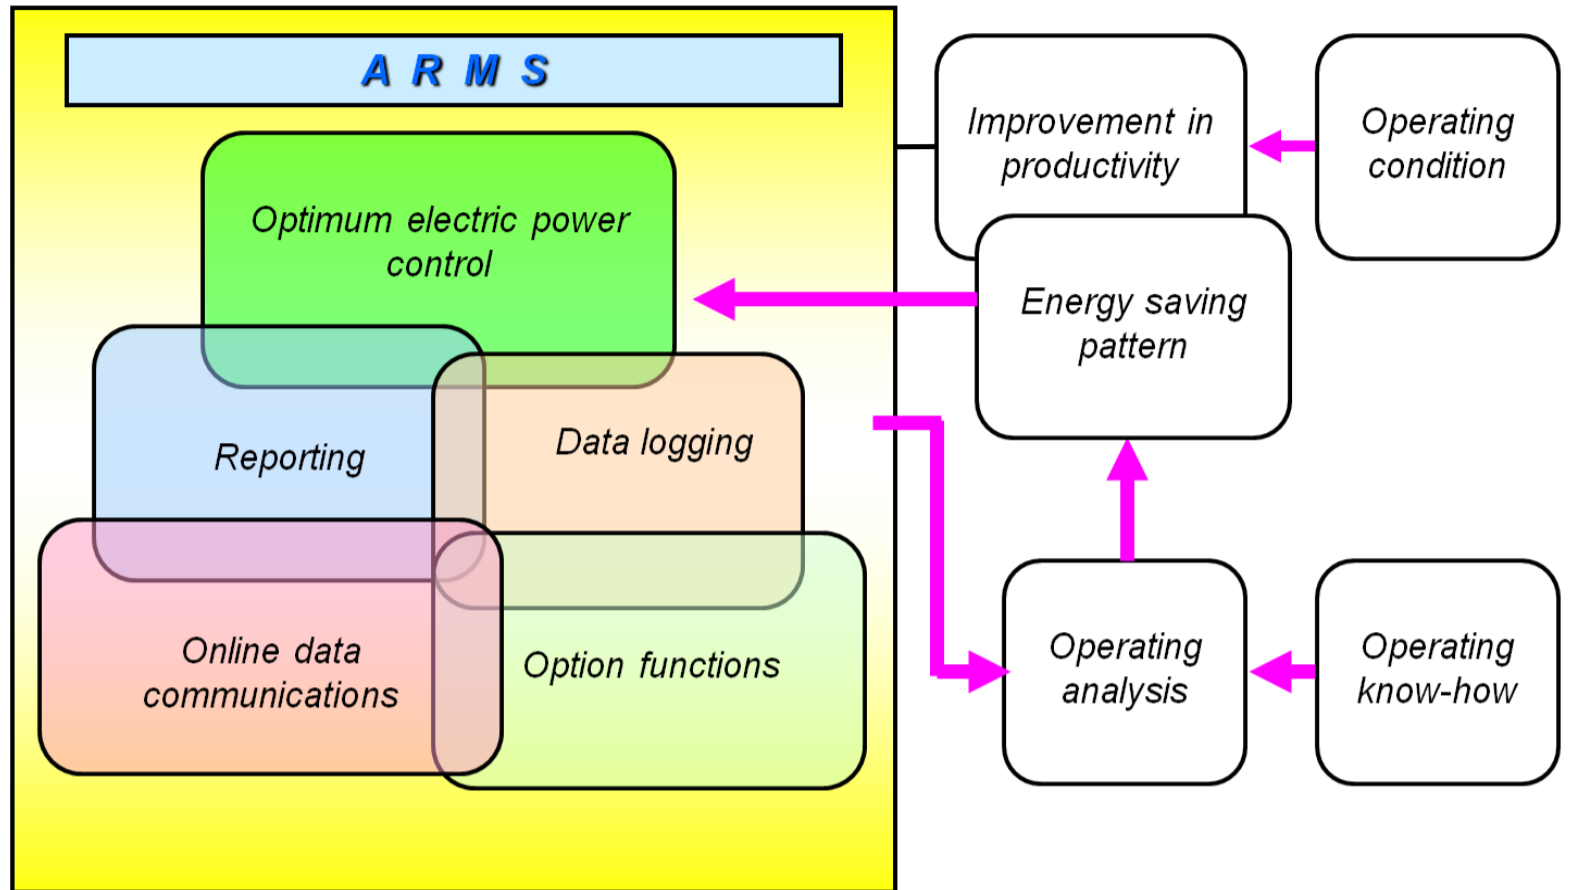 A R M S
Optimum electric power
control
Reporting
Data logging
Online data
communications
Option functions
Improvement in
productivity
Operating
condition
Energy saving
pattern
Operating
analysis
Operating
know-how